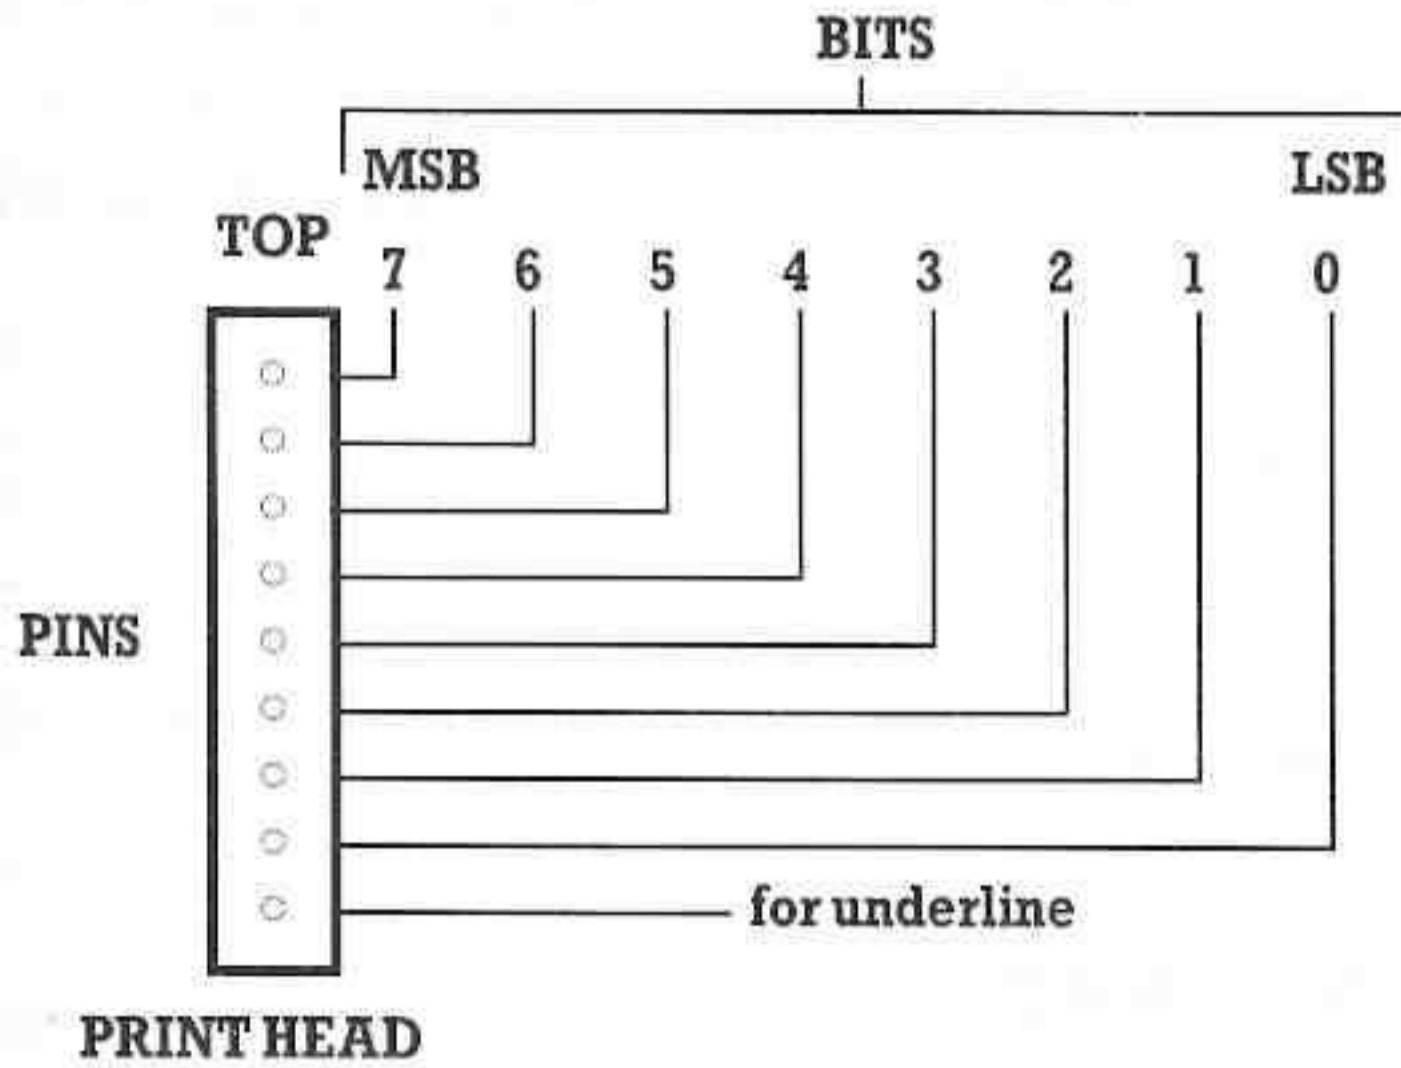 BITS
MSB LSB
TOP
7 6 5 4 3 2 1 0
PINS
for underline
PRINT HEAD